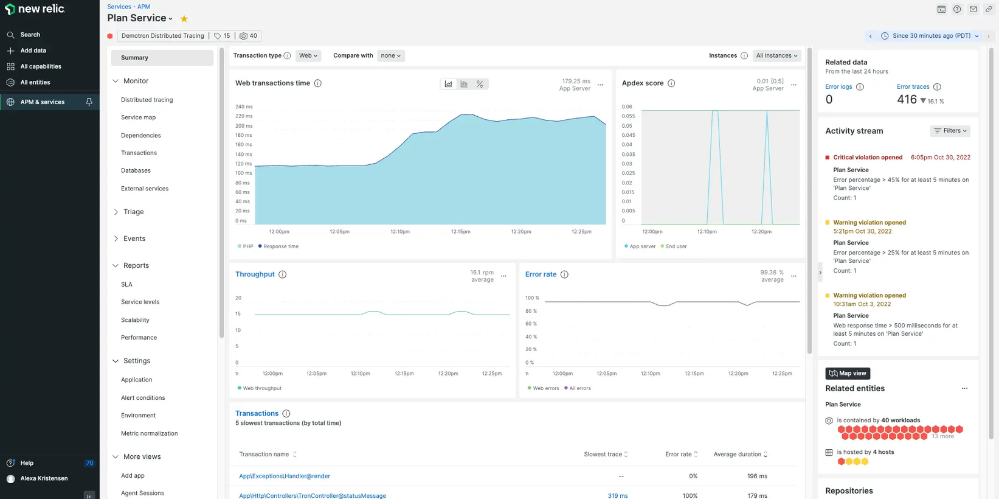 new relic
Search
Add data
All capabilities
All entities
APM & services
Help
70
Alexa Kristensen
Services - APM
Plan Service
Demotron Distributed Tracing | 15 | 40
Since 30 minutes ago (PDT)
Summary
Monitor
Distributed tracing
Service map
Dependencies
Transactions
Databases
External services
Triage
Events
Reports
SLA
Service levels
Scalability
Performance
Settings
Application
Alert conditions
Environment
Metric normalization
More views
Add app
Agent Sessions
Transaction type Web Compare with none
Instances All Instances
Web transactions time
179.25 ms
App Server
...
240 ms
220 ms
200 ms
180 ms
160 ms
140 ms
120 ms
100 ms
80 ms
60 ms
40 ms
20 ms
0 ms
12:00pm 12:05pm 12:10pm 12:15pm 12:20pm 12:25pm
PHP Response time
Apdex score
0.01 [0.5]
App Server
...
0.06
0.055
0.05
0.045
0.04
0.035
0.03
0.025
0.02
0.015
0.01
0.005
0
12:00pm 12:10pm 12:20pm
App server End user
Throughput
16.1 rpm
average
...
20
15
10
5
0
m 12:00pm 12:05pm 12:10pm 12:15pm 12:20pm 12:25pm
Web throughput
Error rate
99.38 %
average
...
100 %
80 %
60 %
40 %
20 %
0 %
m 12:00pm 12:05pm 12:10pm 12:15pm 12:20pm 12:25pm
Web errors All errors
Transactions
5 slowest transactions (by total time)
Transaction name Slowest trace Error rate Average duration
App\Exceptions\Handler@render -- 0% 196 ms
App\Http\Controllers\TronController@statusMessage 319 ms 100% 179 ms
Related data
From the last 24 hours
Error logs Error traces
0 416 16.1 %
Activity stream Filters
Critical violation opened 6:05pm Oct 30, 2022
Plan Service
Error percentage > 45% for at least 5 minutes on
'Plan Service'
Count: 1
Warning violation opened
5:21pm Oct 30, 2022
Plan Service
Error percentage > 25% for at least 5 minutes on
'Plan Service'
Count: 1
Warning violation opened
10:31am Oct 3, 2022
Plan Service
Web response time > 500 milliseconds for at
least 5 minutes on 'Plan Service'
Count: 1
Map view
Related entities ...
Plan Service
is contained by 40 workloads
13 more
is hosted by 4 hosts
Repositories